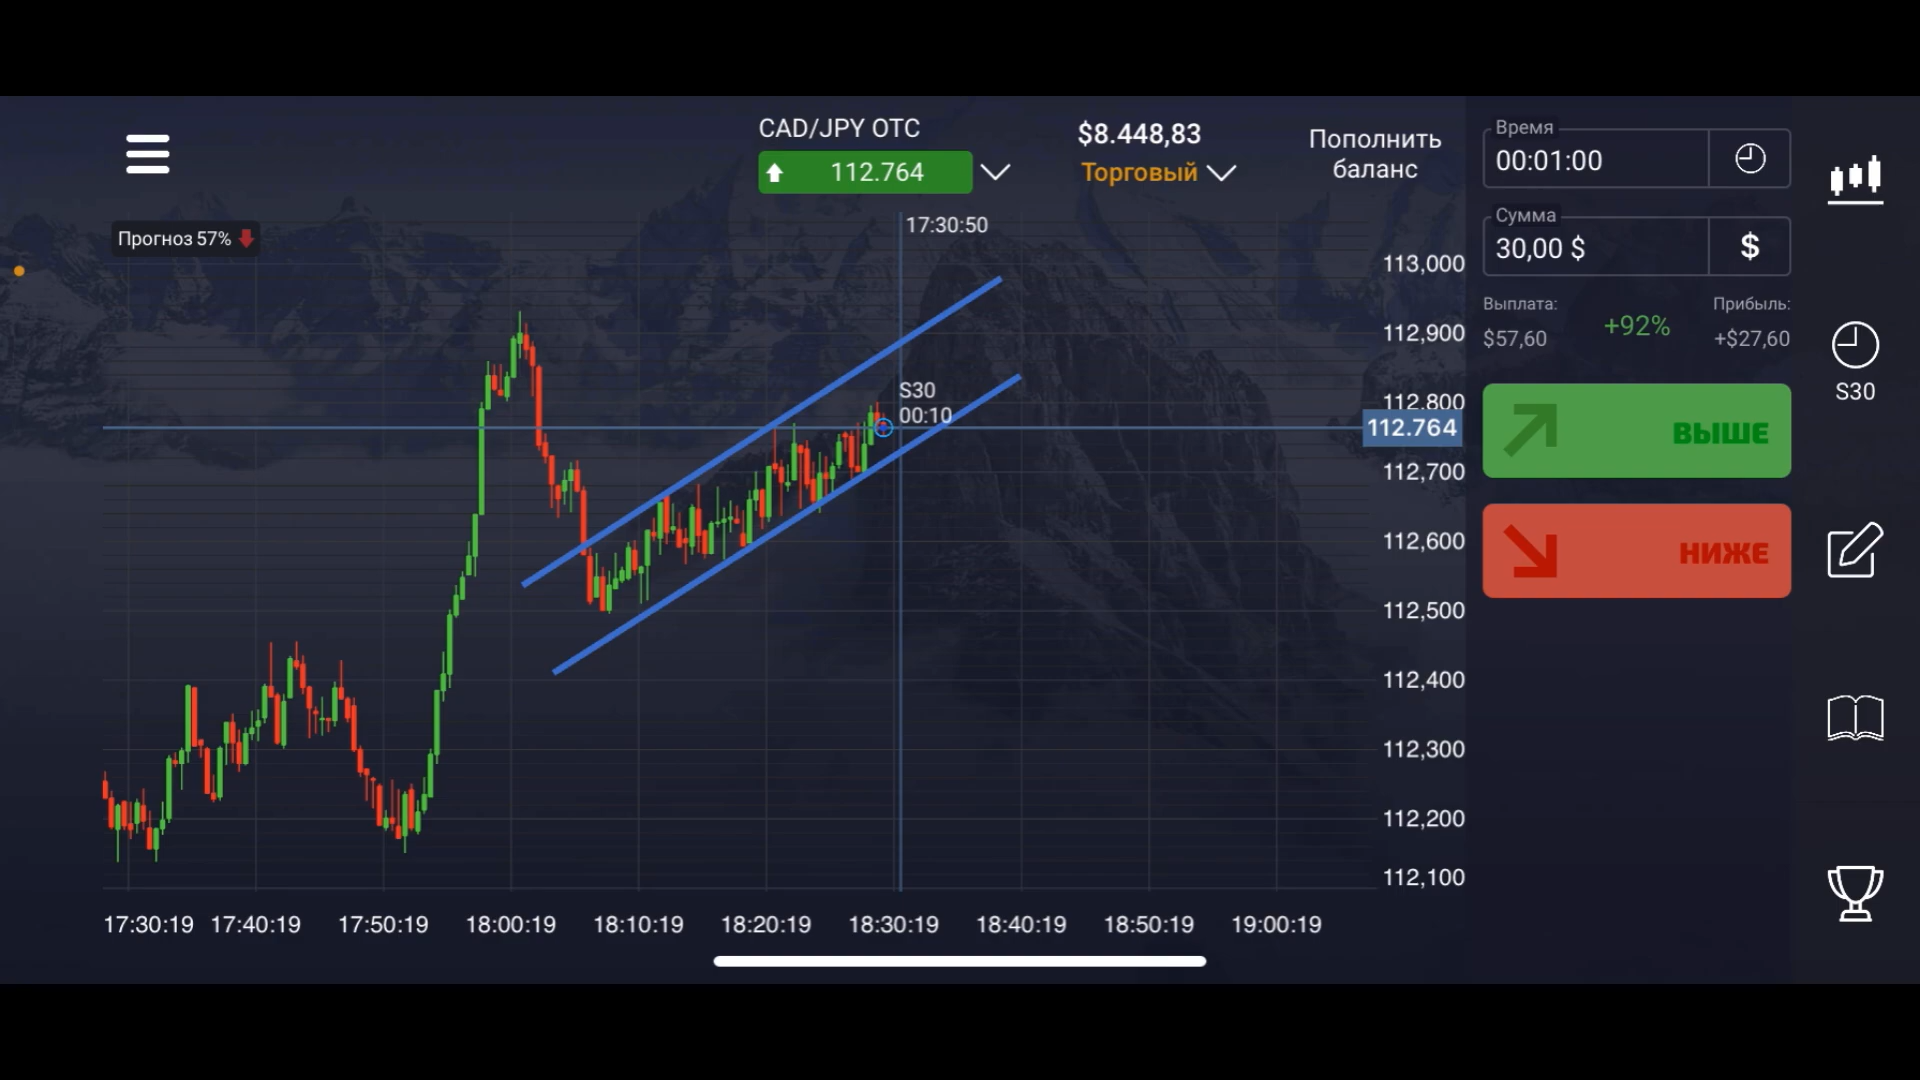 CAD/JPY OTC
112.764
$8.448,83
Торговый
Пополнить
баланс
Прогноз 57%
17:30:50
S30
00:10
113,000
112,900
112,800
112.764
112,700
112,600
112,500
112,400
112,300
112,200
112,100
17:30:19 17:40:19 17:50:19 18:00:19 18:10:19 18:20:19 18:30:19 18:40:19 18:50:19 19:00:19
Время
00:01:00
Сумма
30,00 $
$
Выплата:
$57,60
+92%
Прибыль:
+$27,60
ВЫШЕ
НИЖЕ
S30